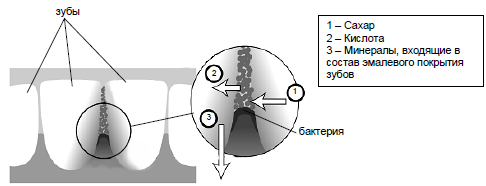 зубы
1 – Сахар
2 – Кислота
3 – Минералы, входящие в
состав эмалевого покрытия
зубов
2
1
3
бактерия